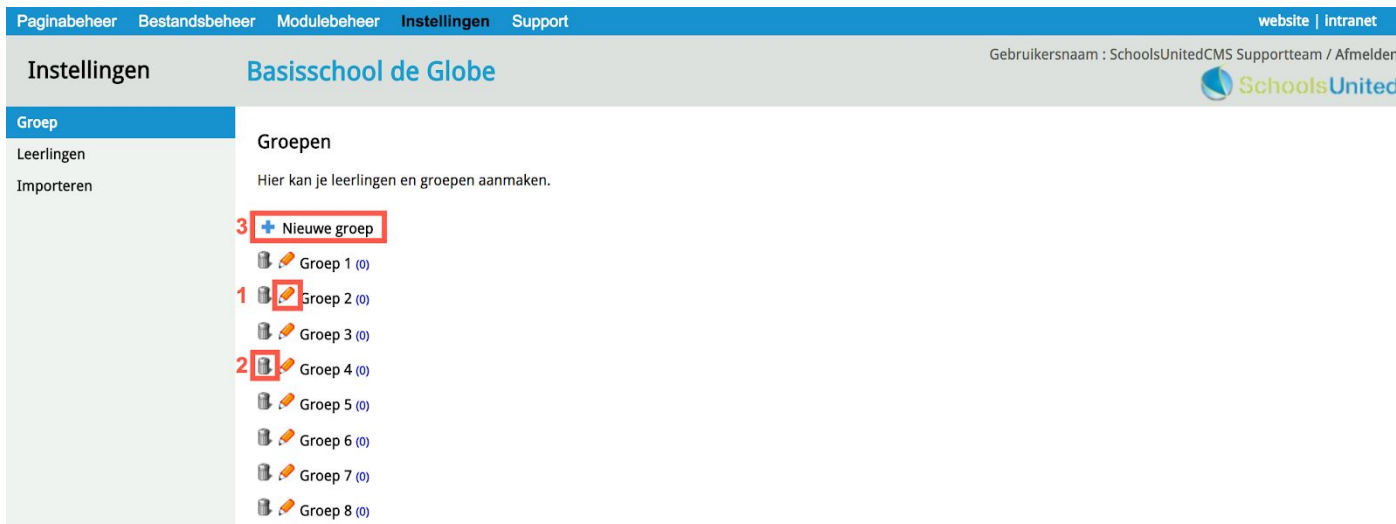 Paginabeheer Bestandsbeheer Modulebeheer Instellingen Support website | intranet
Instellingen
Basisschool de Globe
Gebruikersnaam : SchoolsUnitedCMS Supportteam / Afmelden
SchoolsUnited
Groep
Leerlingen
Importeren
Groepen
Hier kan je leerlingen en groepen aanmaken.
3 Nieuwe groep
Groep 1 (0)
1 Groep 2 (0)
Groep 3 (0)
2 Groep 4 (0)
Groep 5 (0)
Groep 6 (0)
Groep 7 (0)
Groep 8 (0)